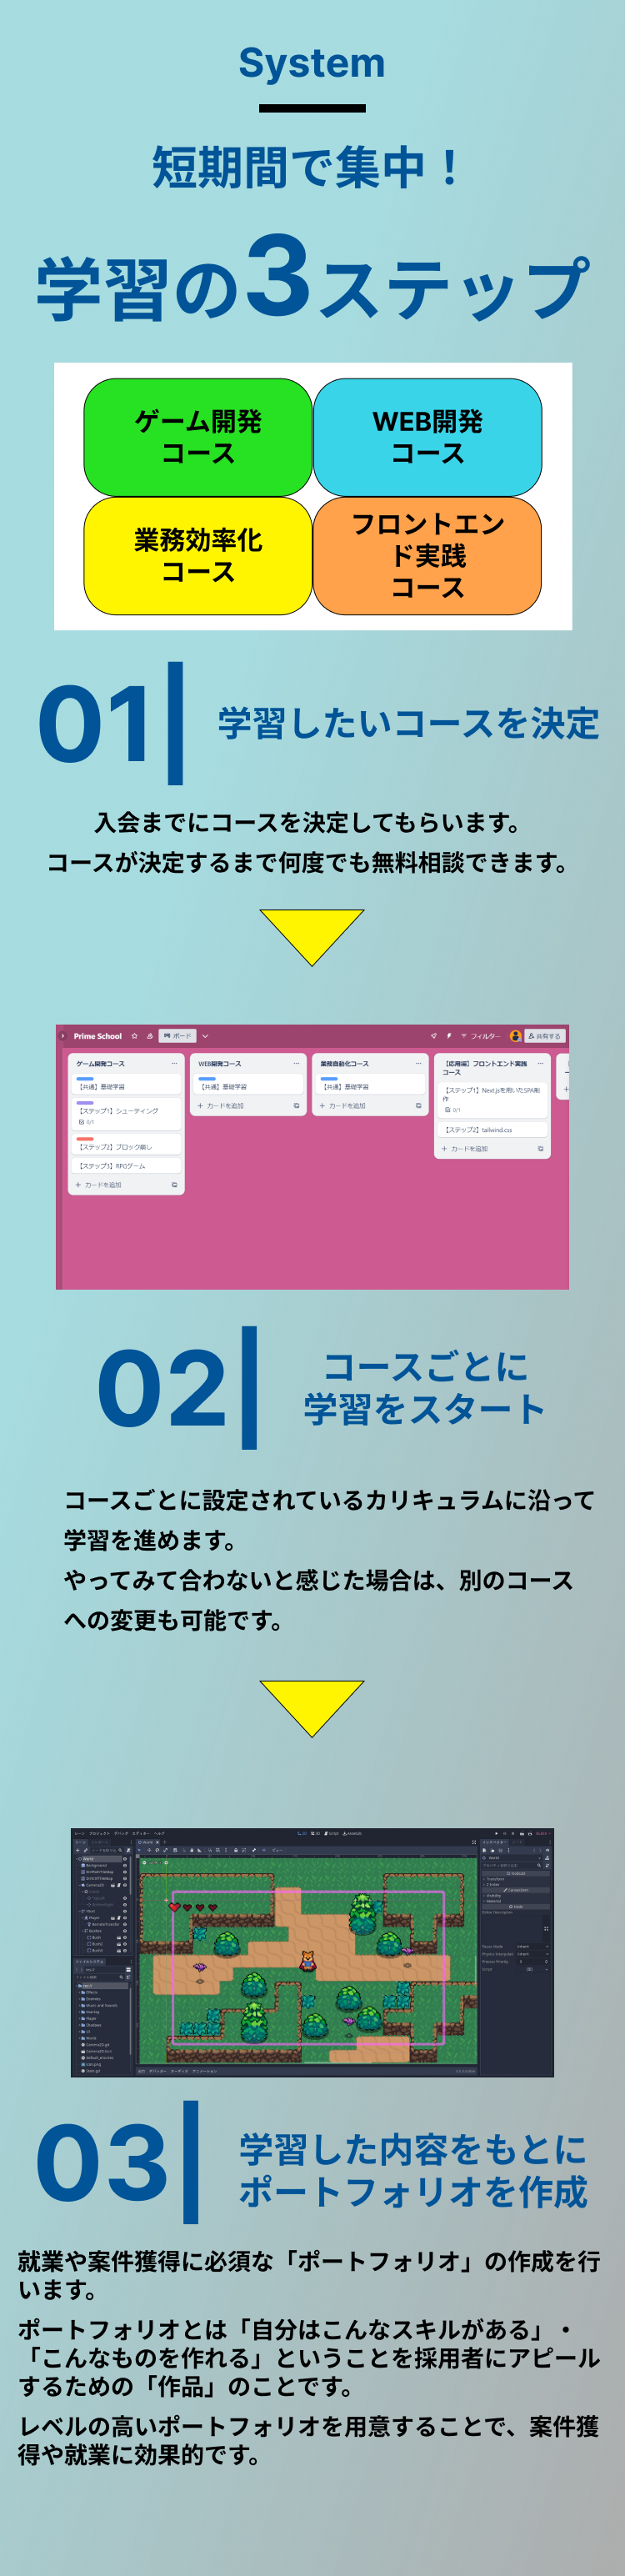 System
短期間で集中！
学習の3ステップ
ゲーム開発
コース
WEB開発
コース
業務効率化
コース
フロントエン
ド実践
コース
01
学習したいコースを決定
入会までにコースを決定してもらいます。
コースが決定するまで何度でも無料相談できます。
Prime School
ボード
フィルター
共有する
ゲーム開発コース
【共通】基礎学習
【ステップ1】シューティング
0/1
【ステップ2】ブロック崩し
【ステップ3】RPGゲーム
+ カードを追加
WEB開発コース
【共通】基礎学習
+ カードを追加
業務自動化コース
【共通】基礎学習
+ カードを追加
【応用編】フロントエンド実践
コース
【ステップ1】Next.jsを用いたSPA制
作
0/1
【ステップ2】tailwind.css
+ カードを追加
02
コースごとに
学習をスタート
コースごとに設定されているカリキュラムに沿って
学習を進めます。
やってみて合わないと感じた場合は、別のコース
への変更も可能です。
03
学習した内容をもとに
ポートフォリオを作成
就業や案件獲得に必須な「ポートフォリオ」の作成を行
います。
ポートフォリオとは「自分はこんなスキルがある」・
「こんなものを作れる」ということを採用者にアピール
するための「作品」のことです。
レベルの高いポートフォリオを用意することで、案件獲
得や就業に効果的です。